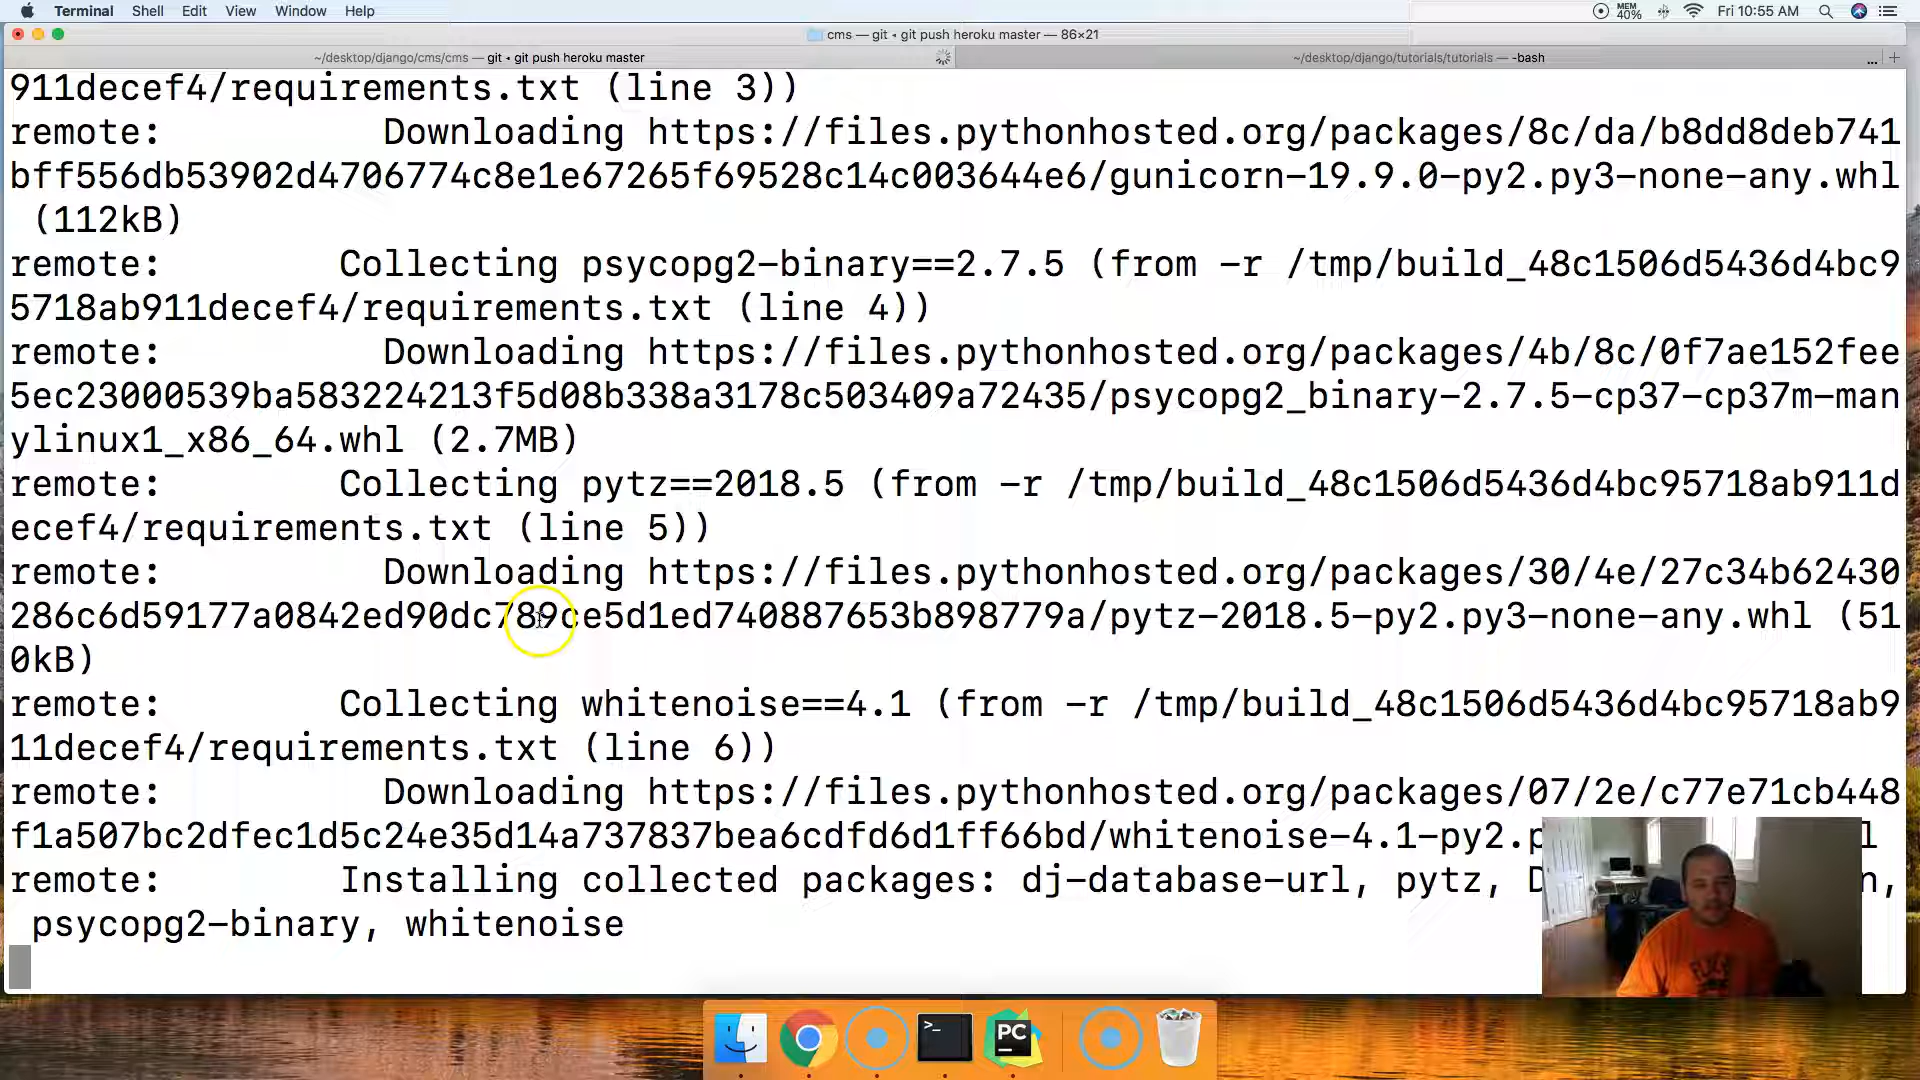 Terminal Shell Edit View Window Help MEM 40% Fri 10:55 AM
cms — git • git push heroku master — 86×21
~/desktop/django/cms/cms — git • git push heroku master ~/desktop/django/tutorials/tutorials — -bash ... +
911decef4/requirements.txt (line 3))
remote: Downloading https://files.pythonhosted.org/packages/8c/da/b8dd8deb741
bff556db53902d4706774c8e1e67265f69528c14c003644e6/gunicorn-19.9.0-py2.py3-none-any.whl
(112kB)
remote: Collecting psycopg2-binary==2.7.5 (from -r /tmp/build_48c1506d5436d4bc9
5718ab911decef4/requirements.txt (line 4))
remote: Downloading https://files.pythonhosted.org/packages/4b/8c/0f7ae152fee
5ec23000539ba583224213f5d08b338a3178c503409a72435/psycopg2_binary-2.7.5-cp37-cp37m-man
ylinux1_x86_64.whl (2.7MB)
remote: Collecting pytz==2018.5 (from -r /tmp/build_48c1506d5436d4bc95718ab911d
ecef4/requirements.txt (line 5))
remote: Downloading https://files.pythonhosted.org/packages/30/4e/27c34b62430
286c6d59177a0842ed90dc789ce5d1ed740887653b898779a/pytz-2018.5-py2.py3-none-any.whl (51
0kB)
remote: Collecting whitenoise==4.1 (from -r /tmp/build_48c1506d5436d4bc95718ab9
11decef4/requirements.txt (line 6))
remote: Downloading https://files.pythonhosted.org/packages/07/2e/c77e71cb448
f1a507bc2dfec1d5c24e35d14a737837bea6cdfd6d1ff66bd/whitenoise-4.1-py2.p l
remote: Installing collected packages: dj-database-url, pytz, D n,
psycopg2-binary, whitenoise
>_ PC